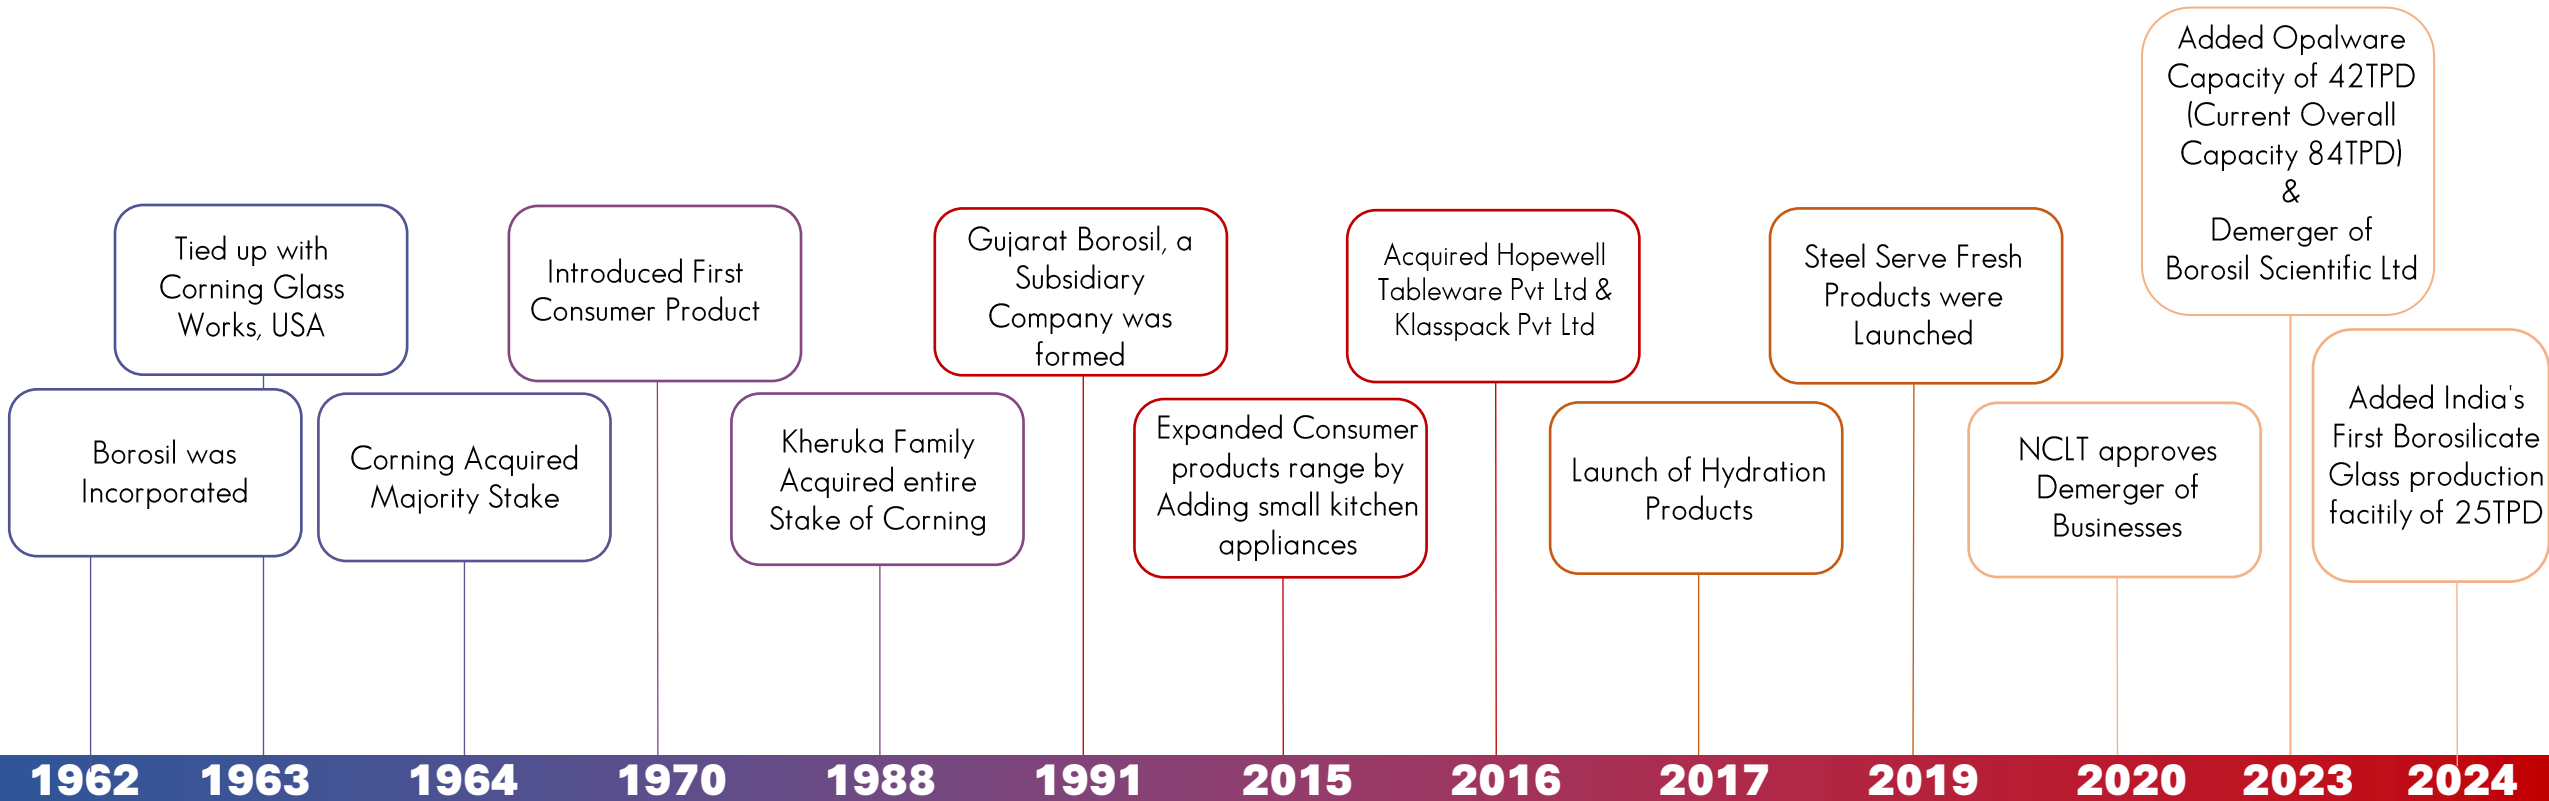 Borosil was
Incorporated
Tied up with
Corning Glass
Works, USA
Corning Acquired
Majority Stake
Introduced First
Consumer Product
Kheruka Family
Acquired entire
Stake of Corning
Gujarat Borosil, a
Subsidiary
Company was
formed
Expanded Consumer
products range by
Adding small kitchen
appliances
Acquired Hopewell
Tableware Pvt Ltd &
Klasspack Pvt Ltd
Launch of Hydration
Products
Steel Serve Fresh
Products were
Launched
NCLT approves
Demerger of
Businesses
Added Opalware
Capacity of 42TPD
(Current Overall
Capacity 84TPD)
&
Demerger of
Borosil Scientific Ltd
Added India's
First Borosilicate
Glass production
facitily of 25TPD
1962 1963 1964 1970 1988 1991 2015 2016 2017 2019 2020 2023 2024